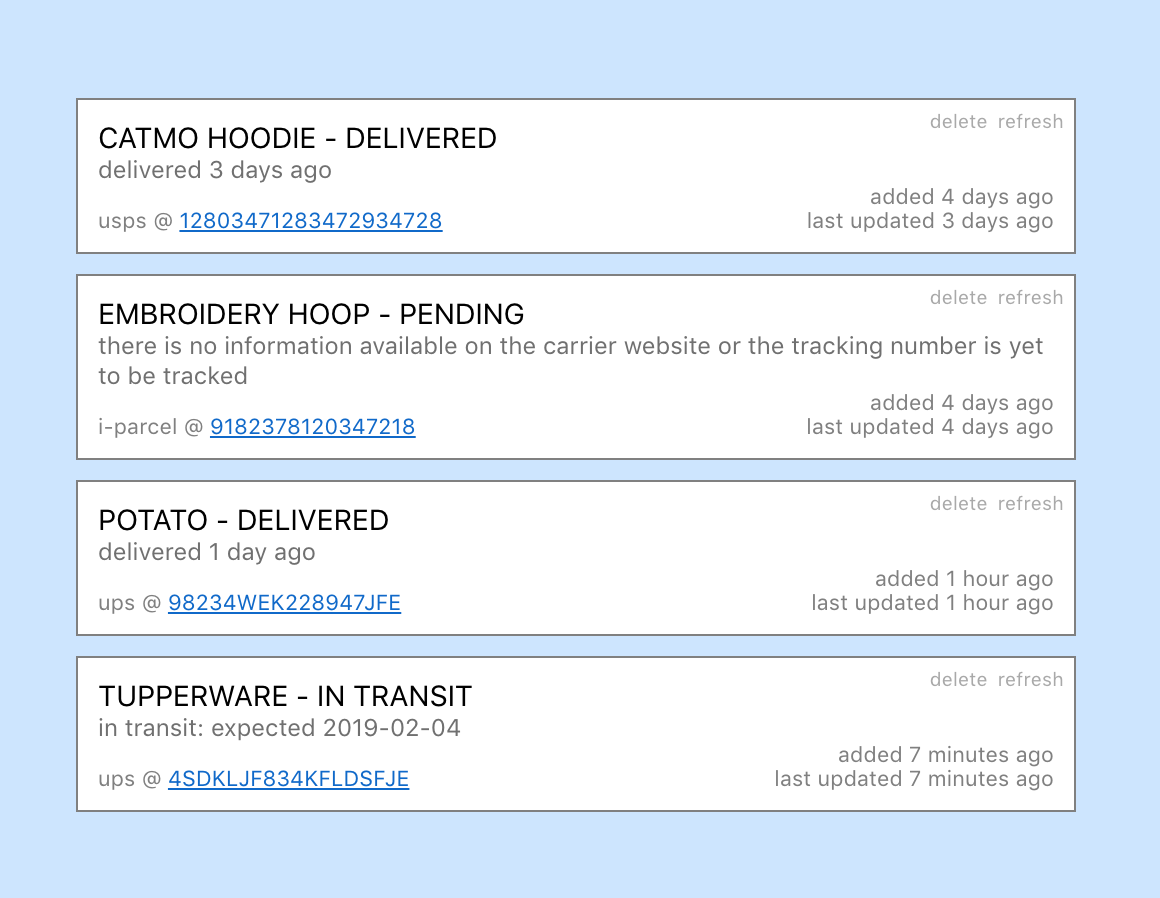 delete refresh
CATMO HOODIE - DELIVERED
delivered 3 days ago
added 4 days ago
usps @ 12803471283472934728
last updated 3 days ago
delete refresh
EMBROIDERY HOOP - PENDING
there is no information available on the carrier website or the tracking number is yet
to be tracked
added 4 days ago
i-parcel @ 9182378120347218
last updated 4 days ago
delete refresh
POTATO - DELIVERED
delivered 1 day ago
added 1 hour ago
ups @ 98234WEK228947JFE
last updated 1 hour ago
delete refresh
TUPPERWARE - IN TRANSIT
in transit: expected 2019-02-04
added 7 minutes ago
ups @ 4SDKLJF834KFLDSFJE
last updated 7 minutes ago